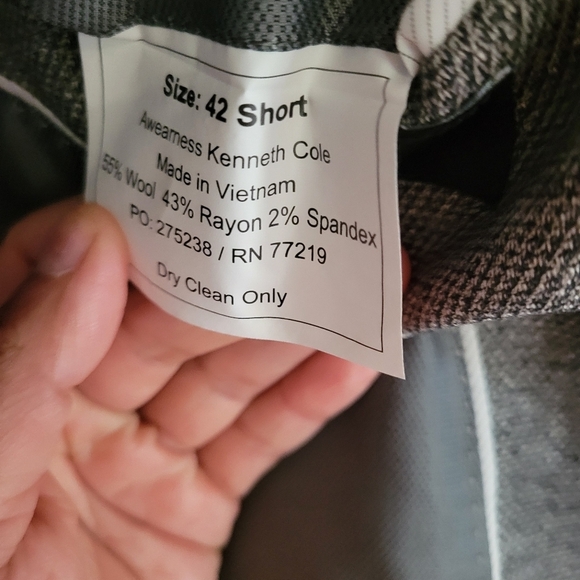 Size: 42 Short
Awearness Kenneth Cole
Made in Vietnam
55% Wool 43% Rayon 2% Spandex
PO: 275238 / RN 77219
Dry Clean Only